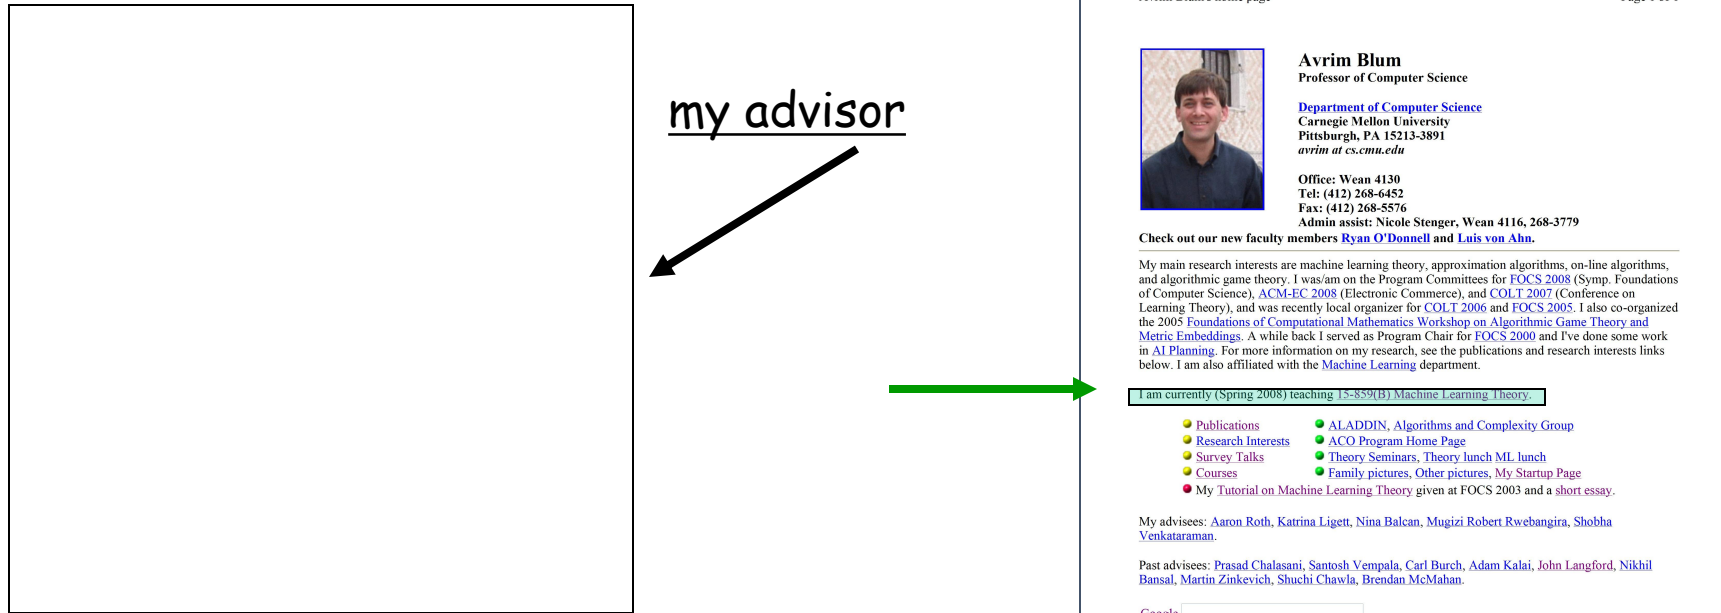 my advisor
Avrim Blum
Professor of Computer Science
Department of Computer Science
Carnegie Mellon University
Pittsburgh, PA 15213-3891
avrim at cs.cmu.edu
Office: Wean 4130
Tel: (412) 268-6452
Fax: (412) 268-5576
Admin assist: Nicole Stenger, Wean 4116, 268-3779
Check out our new faculty members Ryan O'Donnell and Luis von Ahn.
My main research interests are machine learning theory, approximation algorithms, on-line algorithms,
and algorithmic game theory. I was/am on the Program Committees for FOCS 2008 (Symp. Foundations
of Computer Science), ACM-EC 2008 (Electronic Commerce), and COLT 2007 (Conference on
Learning Theory), and was recently local organizer for COLT 2006 and FOCS 2005. I also co-organized
the 2005 Foundations of Computational Mathematics Workshop on Algorithmic Game Theory and
Metric Embeddings. A while back I served as Program Chair for FOCS 2000 and I've done some work
in AI Planning. For more information on my research, see the publications and research interests links
below. I am also affiliated with the Machine Learning department.
I am currently (Spring 2008) teaching 15-859(B) Machine Learning Theory.
Publications
Research Interests
Survey Talks
Courses
ALADDIN, Algorithms and Complexity Group
ACO Program Home Page
Theory Seminars, Theory lunch ML lunch
Family pictures, Other pictures, My Startup Page
My Tutorial on Machine Learning Theory given at FOCS 2003 and a short essay.
My advisees: Aaron Roth, Katrina Ligett, Nina Balcan, Mugizi Robert Rwebangira, Shobha
Venkataraman.
Past advisees: Prasad Chalasani, Santosh Vempala, Carl Burch, Adam Kalai, John Langford, Nikhil
Bansal, Martin Zinkevich, Shuchi Chawla, Brendan McMahan.